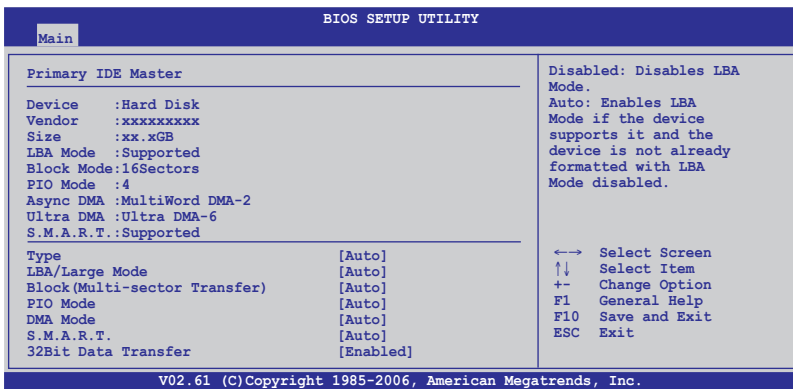 BIOS SETUP UTILITY
Main
Primary IDE Master
Device :Hard Disk
Vendor :xxxxxxxxx
Size :xx.xGB
LBA Mode :Supported
Block Mode:16Sectors
PIO Mode :4
Async DMA :MultiWord DMA-2
Ultra DMA :Ultra DMA-6
S.M.A.R.T.:Supported
Type [Auto]
LBA/Large Mode [Auto]
Block(Multi-sector Transfer) [Auto]
PIO Mode [Auto]
DMA Mode [Auto]
S.M.A.R.T. [Auto]
32Bit Data Transfer [Enabled]
Disabled: Disables LBA
Mode.
Auto: Enables LBA
Mode if the device
supports it and the
device is not already
formatted with LBA
Mode disabled.
←→ Select Screen
↑↓ Select Item
+- Change Option
F1 General Help
F10 Save and Exit
ESC Exit
V02.61 (C)Copyright 1985-2006, American Megatrends, Inc.